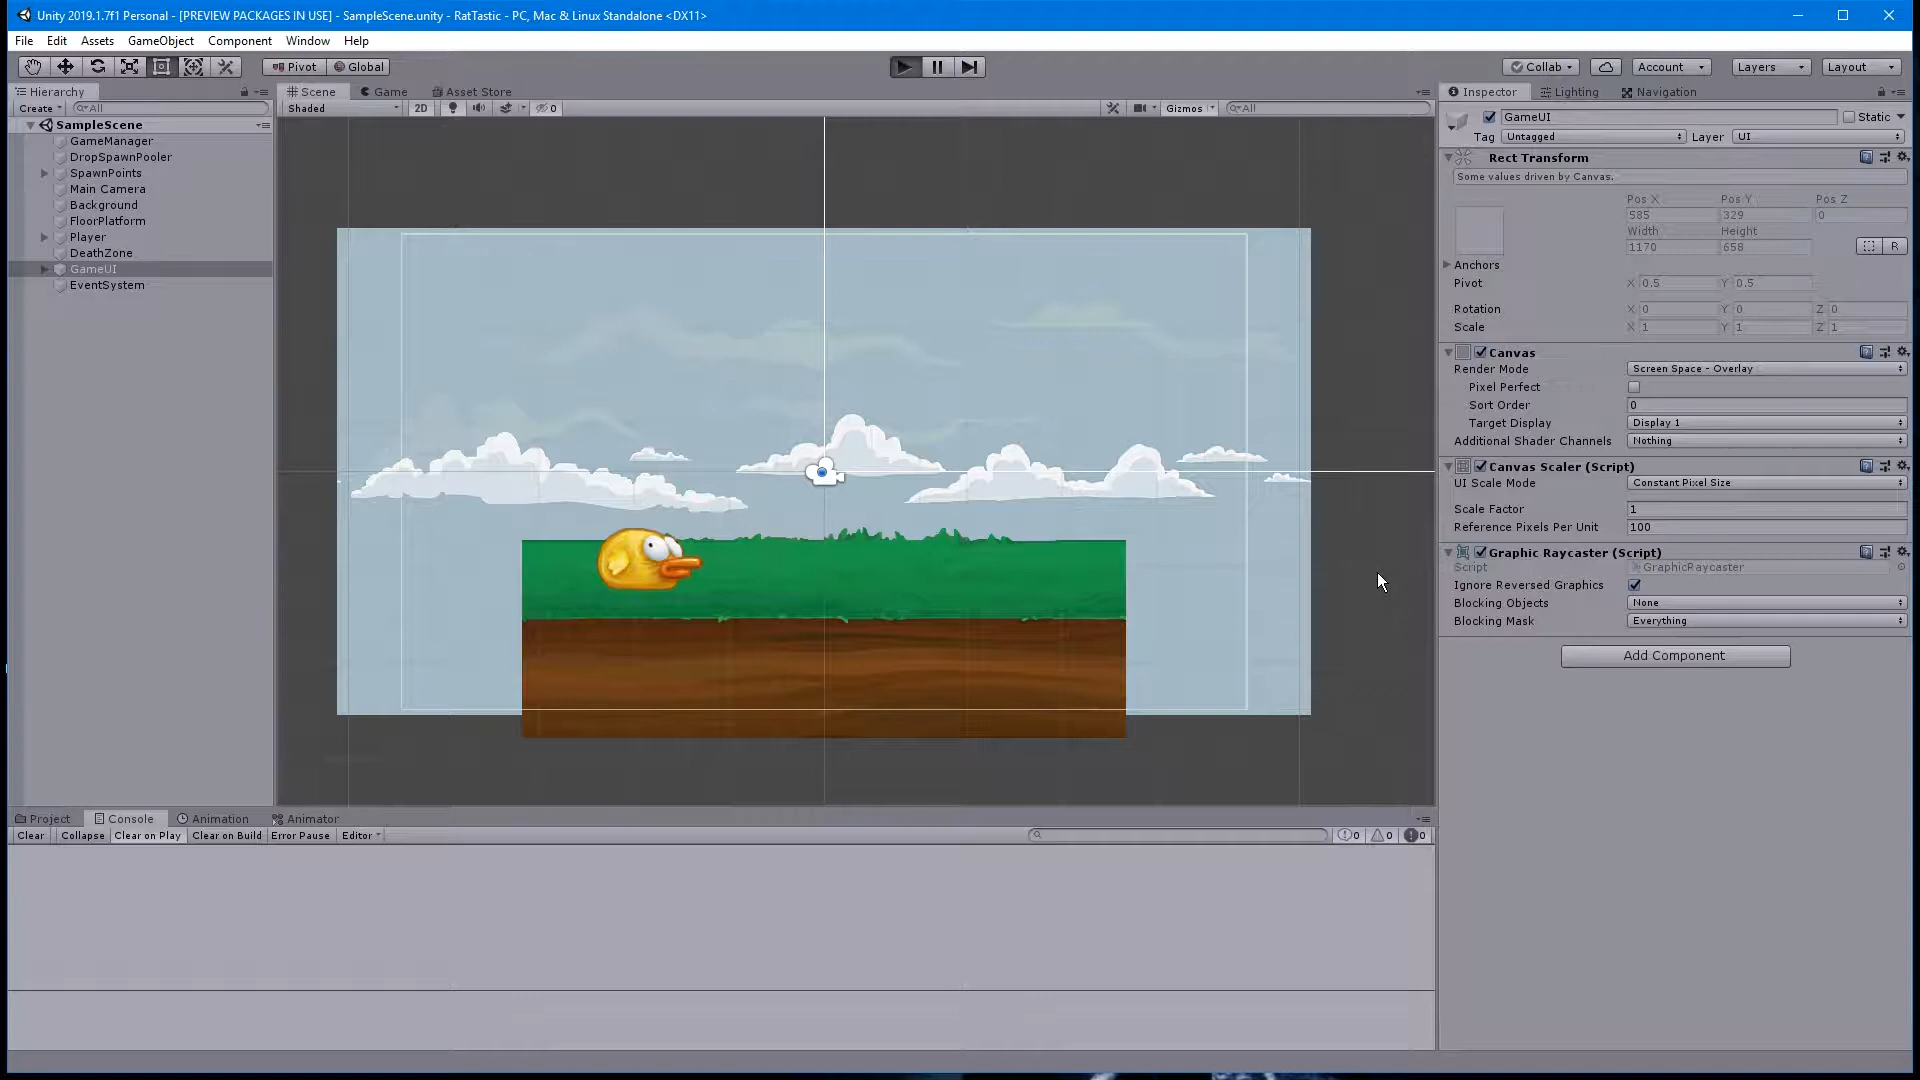 Unity 2019.1.7f1 Personal - [PREVIEW PACKAGES IN USE] - SampleScene.unity - RatTastic - PC, Mac & Linux Standalone <DX11>
File Edit Assets GameObject Component Window Help
Pivot Global Collab Account Layers Layout
Hierarchy Scene Game Asset Store Inspector Lighting Navigation
Create All Shaded 2D 0 Gizmos All
SampleScene
GameManager
DropSpawnPooler
SpawnPoints
Main Camera
Background
FloorPlatform
Player
DeathZone
GameUI
EventSystem
GameUI Static
Tag Untagged Layer UI
Rect Transform
Some values driven by Canvas.
Pos X Pos Y Pos Z
585 329 0
Width Height
1170 658 R
Anchors
Pivot X 0.5 Y 0.5
Rotation X 0 Y 0 Z 0
Scale X 1 Y 1 Z 1
Canvas
Render Mode Screen Space - Overlay
Pixel Perfect
Sort Order 0
Target Display Display 1
Additional Shader Channels Nothing
Canvas Scaler (Script)
UI Scale Mode Constant Pixel Size
Scale Factor 1
Reference Pixels Per Unit 100
Graphic Raycaster (Script)
Script GraphicRaycaster
Ignore Reversed Graphics
Blocking Objects None
Blocking Mask Everything
Add Component
Project Console Animation Animator
Clear Collapse Clear on Play Clear on Build Error Pause Editor 0 0 0